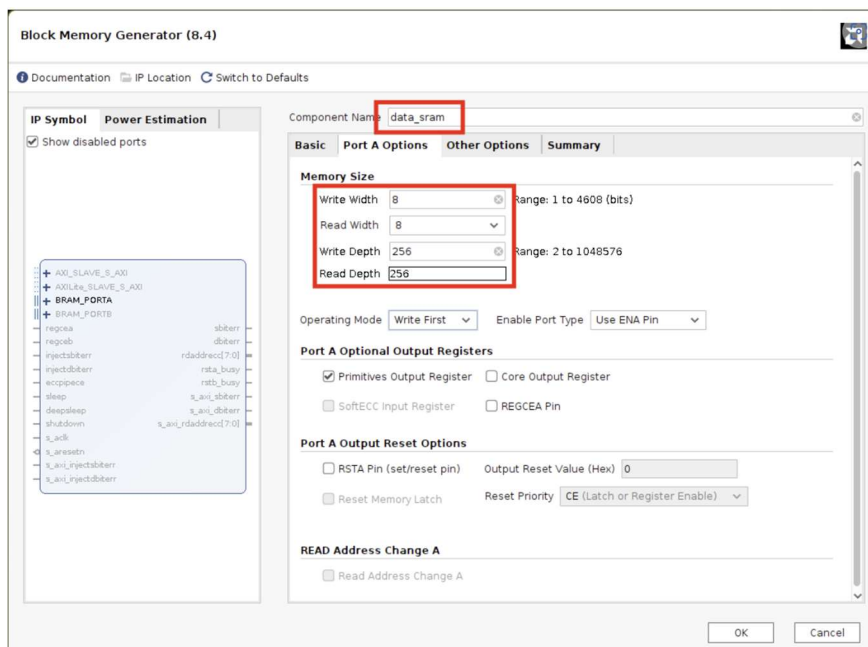 Block Memory Generator (8.4)
Documentation IP Location Switch to Defaults
IP Symbol Power Estimation
Show disabled ports
AXI_SLAVE_S_AXI
AXILite_SLAVE_S_AXI
BRAM_PORTA
BRAM_PORTB
regcea sbiterr
regceb dbiterr
injectsbiterr rdaddrecc[7:0]
injectdbiterr rsta_busy
eccpipece rstb_busy
sleep s_axi_sbiterr
deepsleep s_axi_dbiterr
shutdown s_axi_rdaddrecc[7:0]
s_aclk
s_aresetn
s_axi_injectsbiterr
s_axi_injectdbiterr
Component Name data_sram
Basic Port A Options Other Options Summary
Memory Size
Write Width 8 Range: 1 to 4608 (bits)
Read Width 8
Write Depth 256 Range: 2 to 1048576
Read Depth 256
Operating Mode Write First Enable Port Type Use ENA Pin
Port A Optional Output Registers
Primitives Output Register Core Output Register
SoftECC Input Register REGCEA Pin
Port A Output Reset Options
RSTA Pin (set/reset pin) Output Reset Value (Hex) 0
Reset Memory Latch Reset Priority CE (Latch or Register Enable)
READ Address Change A
Read Address Change A
OK Cancel